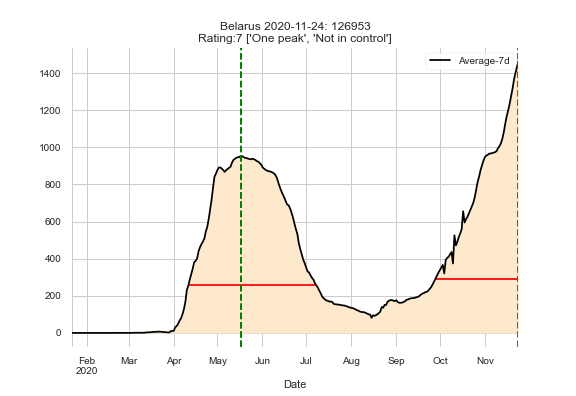 Belarus 2020-11-24: 126953
Rating:7 ['One peak', 'Not in control']
Average-7d
1400
1200
1000
800
600
400
200
0
Feb Mar Apr May Jun Jul Aug Sep Oct Nov
2020
Date